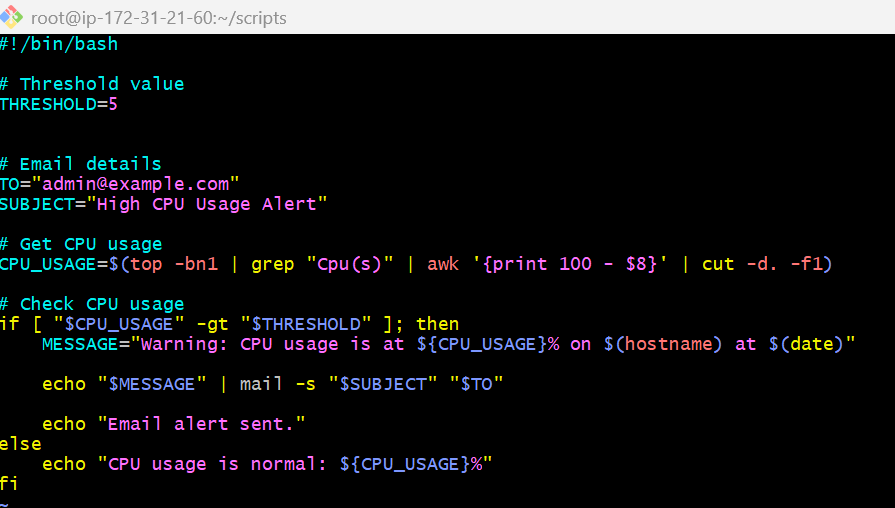 root@ip-172-31-21-60:~/scripts
#!/bin/bash
# Threshold value
THRESHOLD=5
# Email details
TO="admin@example.com"
SUBJECT="High CPU Usage Alert"
# Get CPU usage
CPU_USAGE=$(top -bn1 | grep "Cpu(s)" | awk '{print 100 - $8}' | cut -d. -f1)
# Check CPU usage
if [ "$CPU_USAGE" -gt "$THRESHOLD" ]; then
    MESSAGE="Warning: CPU usage is at ${CPU_USAGE}% on $(hostname) at $(date)"
    echo "$MESSAGE" | mail -s "$SUBJECT" "$TO"
    echo "Email alert sent."
else
    echo "CPU usage is normal: ${CPU_USAGE}%"
fi
~